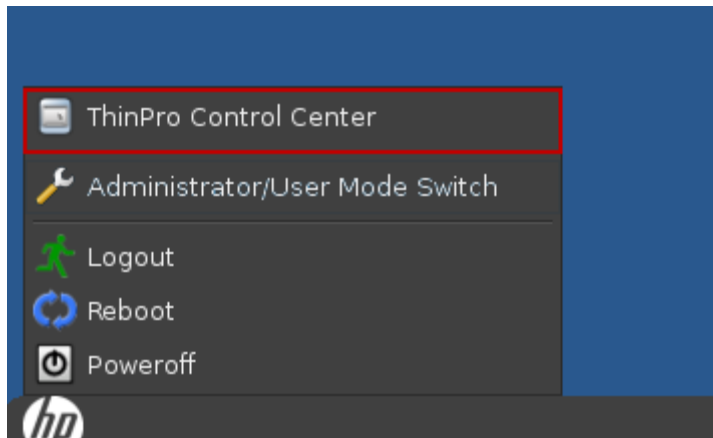 ThinPro Control Center
Administrator/User Mode Switch
Logout
Reboot
Poweroff
hp